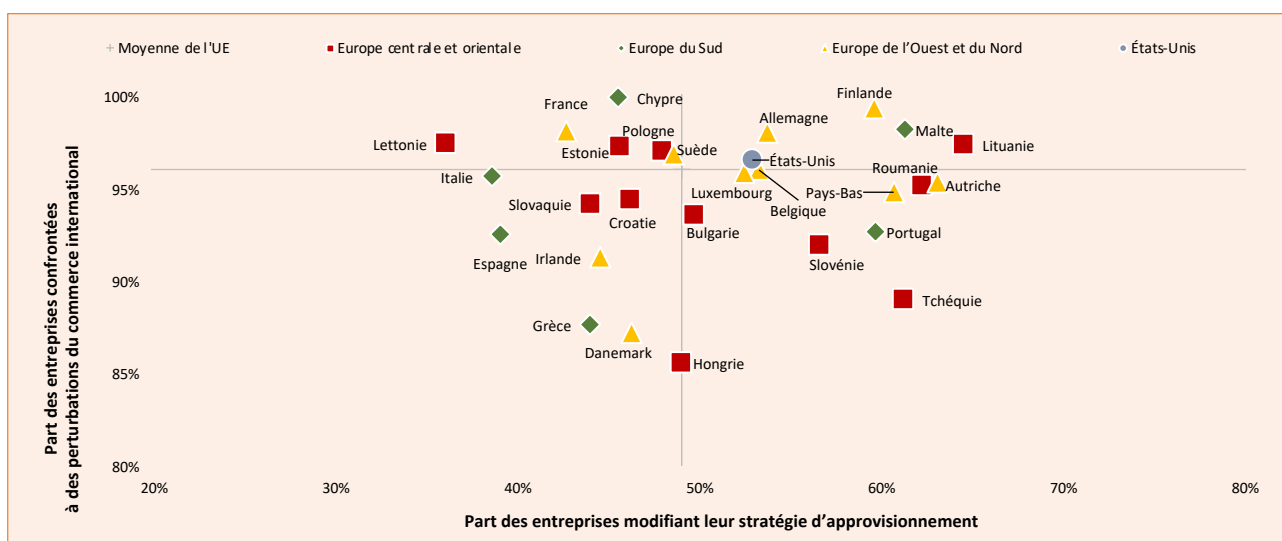 Moyenne de l'UE
Europe centrale et orientale
Europe du Sud
Europe de l’Ouest et du Nord
États-Unis
Part des entreprises confrontées
à des perturbations du commerce international
100%
95%
90%
85%
80%
Finlande
France
Chypre
Allemagne
Malte
Pologne
Lettonie
Estonie
Suède
Lituanie
États-Unis
Roumanie
Italie
Luxembourg
Pays-Bas
Autriche
Slovaquie
Belgique
Croatie
Bulgarie
Portugal
Espagne
Irlande
Slovénie
Tchéquie
Grèce
Danemark
Hongrie
20%
30%
40%
50%
60%
70%
80%
Part des entreprises modifiant leur stratégie d’approvisionnement